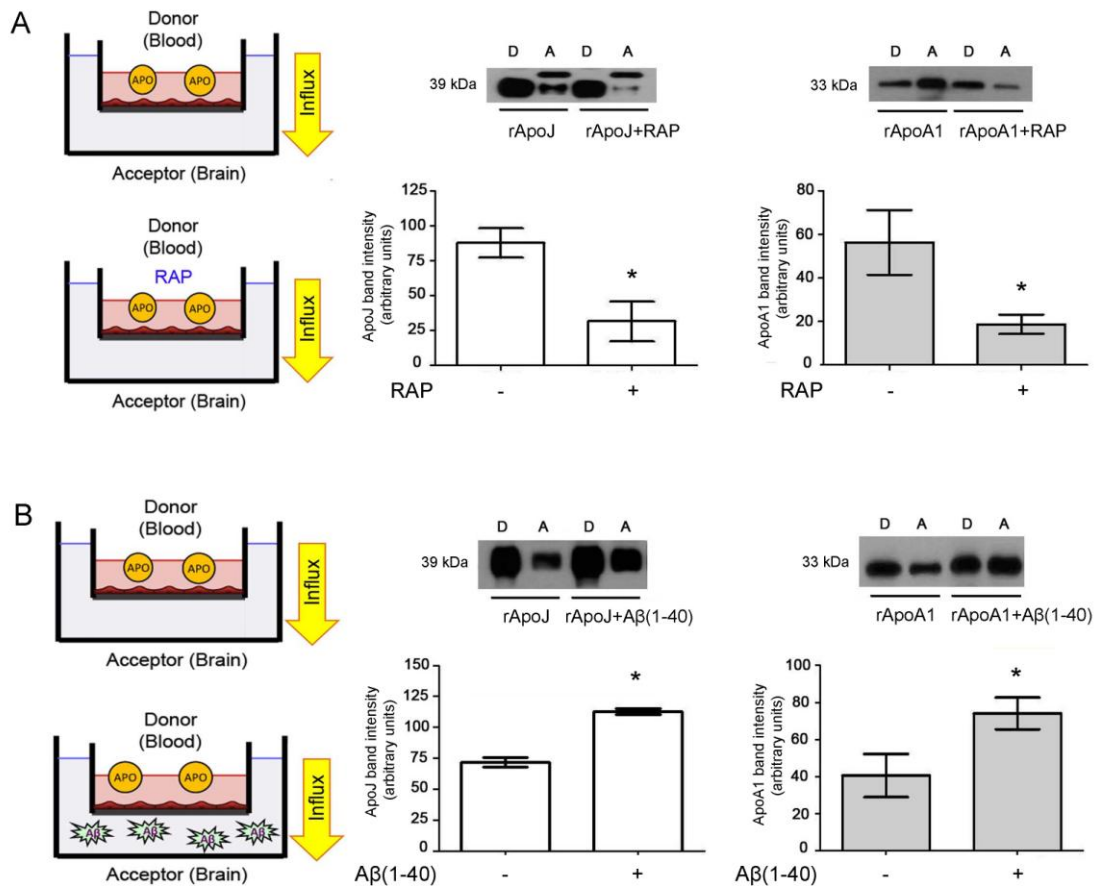 A
Donor
(Blood)
APO APO
Influx
Acceptor (Brain)
Donor
(Blood)
RAP
APO APO
Influx
Acceptor (Brain)
D A D A
39 kDa
rApoJ rApoJ+RAP
ApoJ band intensity
(arbitrary units)
125
100
75
50
25
0
*
RAP - +
D A D A
33 kDa
rApoA1 rApoA1+RAP
ApoA1 band intensity
(arbitrary units)
80
60
40
20
0
*
RAP - +
B
Donor
(Blood)
APO APO
Influx
Acceptor (Brain)
Donor
(Blood)
APO APO
Influx
Aβ Aβ Aβ Aβ
Acceptor (Brain)
D A D A
39 kDa
rApoJ rApoJ+Aβ(1-40)
ApoJ band intensity
(arbitrary units)
150
125
100
75
50
25
0
*
Aβ(1-40) - +
D A D A
33 kDa
rApoA1 rApoA1+Aβ(1-40)
ApoA1 band intensity
(arbitrary units)
100
80
60
40
20
0
*
Aβ(1-40) - +